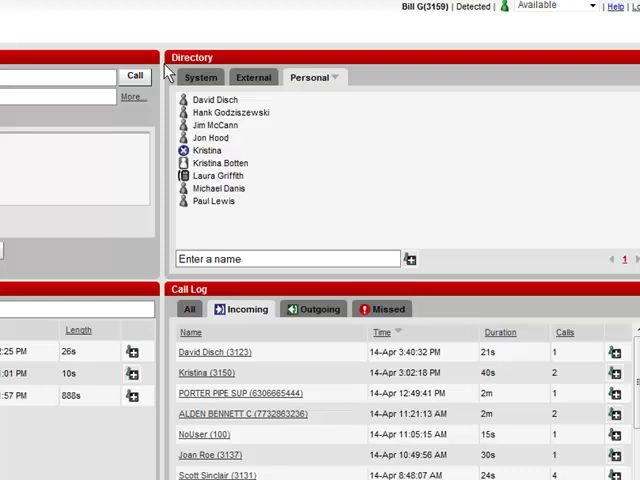 Bill G(3159) | Detected | Available | Help |
Directory
Call
System External Personal
More...
David Disch
Hank Godziszewski
Jim McCann
Jon Hood
Kristina
Kristina Botten
Laura Griffith
Michael Danis
Paul Lewis
Enter a name
1
Call Log
All Incoming Outgoing Missed
Length
Name Time Duration Calls
2:25 PM 26s
David Disch (3123) 14-Apr 3:40:32 PM 21s 1
1:01 PM 10s
Kristina (3150) 14-Apr 3:02:18 PM 40s 2
1:57 PM 888s
PORTER PIPE SUP (6306665444) 14-Apr 12:49:41 PM 2m 1
ALDEN BENNETT C (7732863236) 14-Apr 11:21:13 AM 2m 2
NoUser (100) 14-Apr 11:05:15 AM 15s 1
Joan Roe (3137) 14-Apr 10:49:56 AM 30s 1
Scott Sinclair (3131) 14-Apr 8:48:07 AM 24s 4